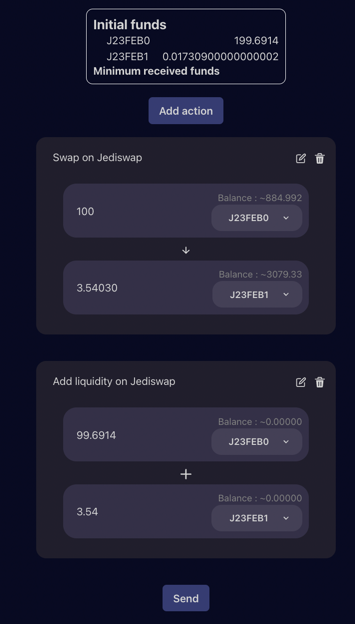 Initial funds
J23FEB0 199.6914
J23FEB1 0.01730900000000002
Minimum received funds
Add action
Swap on Jediswap
Balance : ~884.992
100 J23FEB0
Balance : ~3079.33
3.54030 J23FEB1
Add liquidity on Jediswap
Balance : ~0.00000
99.6914 J23FEB0
+
Balance : ~0.00000
3.54 J23FEB1
Send